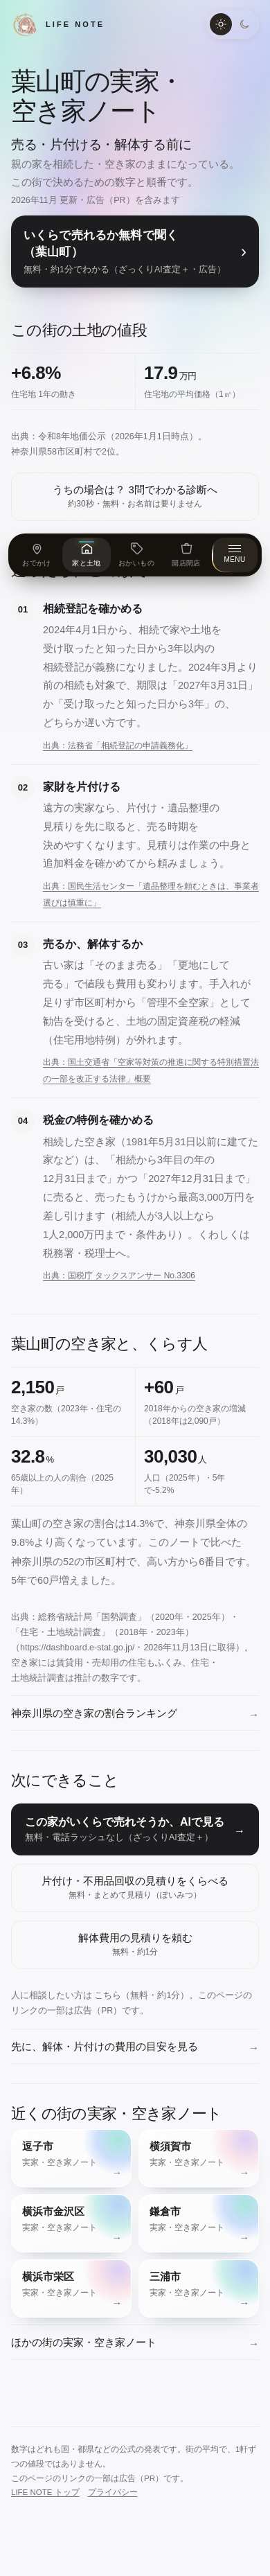 LIFE NOTE
葉山町の実家・
空き家ノート
売る・片付ける・解体する前に
親の家を相続した・空き家のままになっている。
この街で決めるための数字と順番です。
2026年11月 更新・広告（PR）を含みます
いくらで売れるか無料で聞く
（葉山町）
無料・約1分でわかる（ざっくりAI査定＋・広告）
›
この街の土地の値段
+6.8%
住宅地 1年の動き
17.9万円
住宅地の平均価格（1㎡）
出典：令和8年地価公示（2026年1月1日時点）。
神奈川県58市区町村で2位。
うちの場合は？ 3問でわかる診断へ
約30秒・無料・お名前は要りません
おでかけ
家と土地
おかいもの
開店閉店
MENU
01
相続登記を確かめる
2024年4月1日から、相続で家や土地を
受け取ったと知った日から3年以内の
相続登記が義務になりました。2024年3月より
前の相続も対象で、期限は「2027年3月31日」
か「受け取ったと知った日から3年」の、
どちらか遅い方です。
出典：法務省「相続登記の申請義務化」
02
家財を片付ける
遠方の実家なら、片付け・遺品整理の
見積りを先に取ると、売る時期を
決めやすくなります。見積りは作業の中身と
追加料金を確かめてから頼みましょう。
出典：国民生活センター「遺品整理を頼むときは、事業者
選びは慎重に」
03
売るか、解体するか
古い家は「そのまま売る」「更地にして
売る」で値段も費用も変わります。手入れが
足りず市区町村から「管理不全空家」として
勧告を受けると、土地の固定資産税の軽減
（住宅用地特例）が外れます。
出典：国土交通省「空家等対策の推進に関する特別措置法
の一部を改正する法律」概要
04
税金の特例を確かめる
相続した空き家（1981年5月31日以前に建てた
家など）は、「相続から3年目の年の
12月31日まで」かつ「2027年12月31日まで」
に売ると、売ったもうけから最高3,000万円を
差し引けます（相続人が3人以上なら
1人2,000万円まで・条件あり）。くわしくは
税務署・税理士へ。
出典：国税庁 タックスアンサー No.3306
葉山町の空き家と、くらす人
2,150戸
空き家の数（2023年・住宅の
14.3%）
+60戸
2018年からの空き家の増減
（2018年は2,090戸）
32.8%
65歳以上の人の割合（2025
年）
30,030人
人口（2025年）・5年
で-5.2%
葉山町の空き家の割合は14.3%で、神奈川県全体の
9.8%より高くなっています。このノートで比べた
神奈川県の52の市区町村で、高い方から6番目です。
5年で60戸増えました。
出典：総務省統計局「国勢調査」（2020年・2025年）・
「住宅・土地統計調査」（2018年・2023年）
（https://dashboard.e-stat.go.jp/・2026年11月13日に取得）。
空き家には賃貸用・売却用の住宅もふくみ、住宅・
土地統計調査は推計の数字です。
神奈川県の空き家の割合ランキング →
次にできること
この家がいくらで売れそうか、AIで見る
無料・電話ラッシュなし（ざっくりAI査定＋）
→
片付け・不用品回収の見積りをくらべる
無料・まとめて見積り（ぽいみつ）
解体費用の見積りを頼む
無料・約1分
人に相談したい方は こちら（無料・約1分）。このページの
リンクの一部は広告（PR）です。
先に、解体・片付けの費用の目安を見る →
近くの街の実家・空き家ノート
逗子市
実家・空き家ノート
→
横須賀市
実家・空き家ノート
→
横浜市金沢区
実家・空き家ノート
→
鎌倉市
実家・空き家ノート
→
横浜市栄区
実家・空き家ノート
→
三浦市
実家・空き家ノート
→
ほかの街の実家・空き家ノート →
数字はどれも国・都県などの公式の発表です。街の平均で、1軒ず
つの値段ではありません。
このページのリンクの一部は広告（PR）です。
LIFE NOTE トップ プライバシー